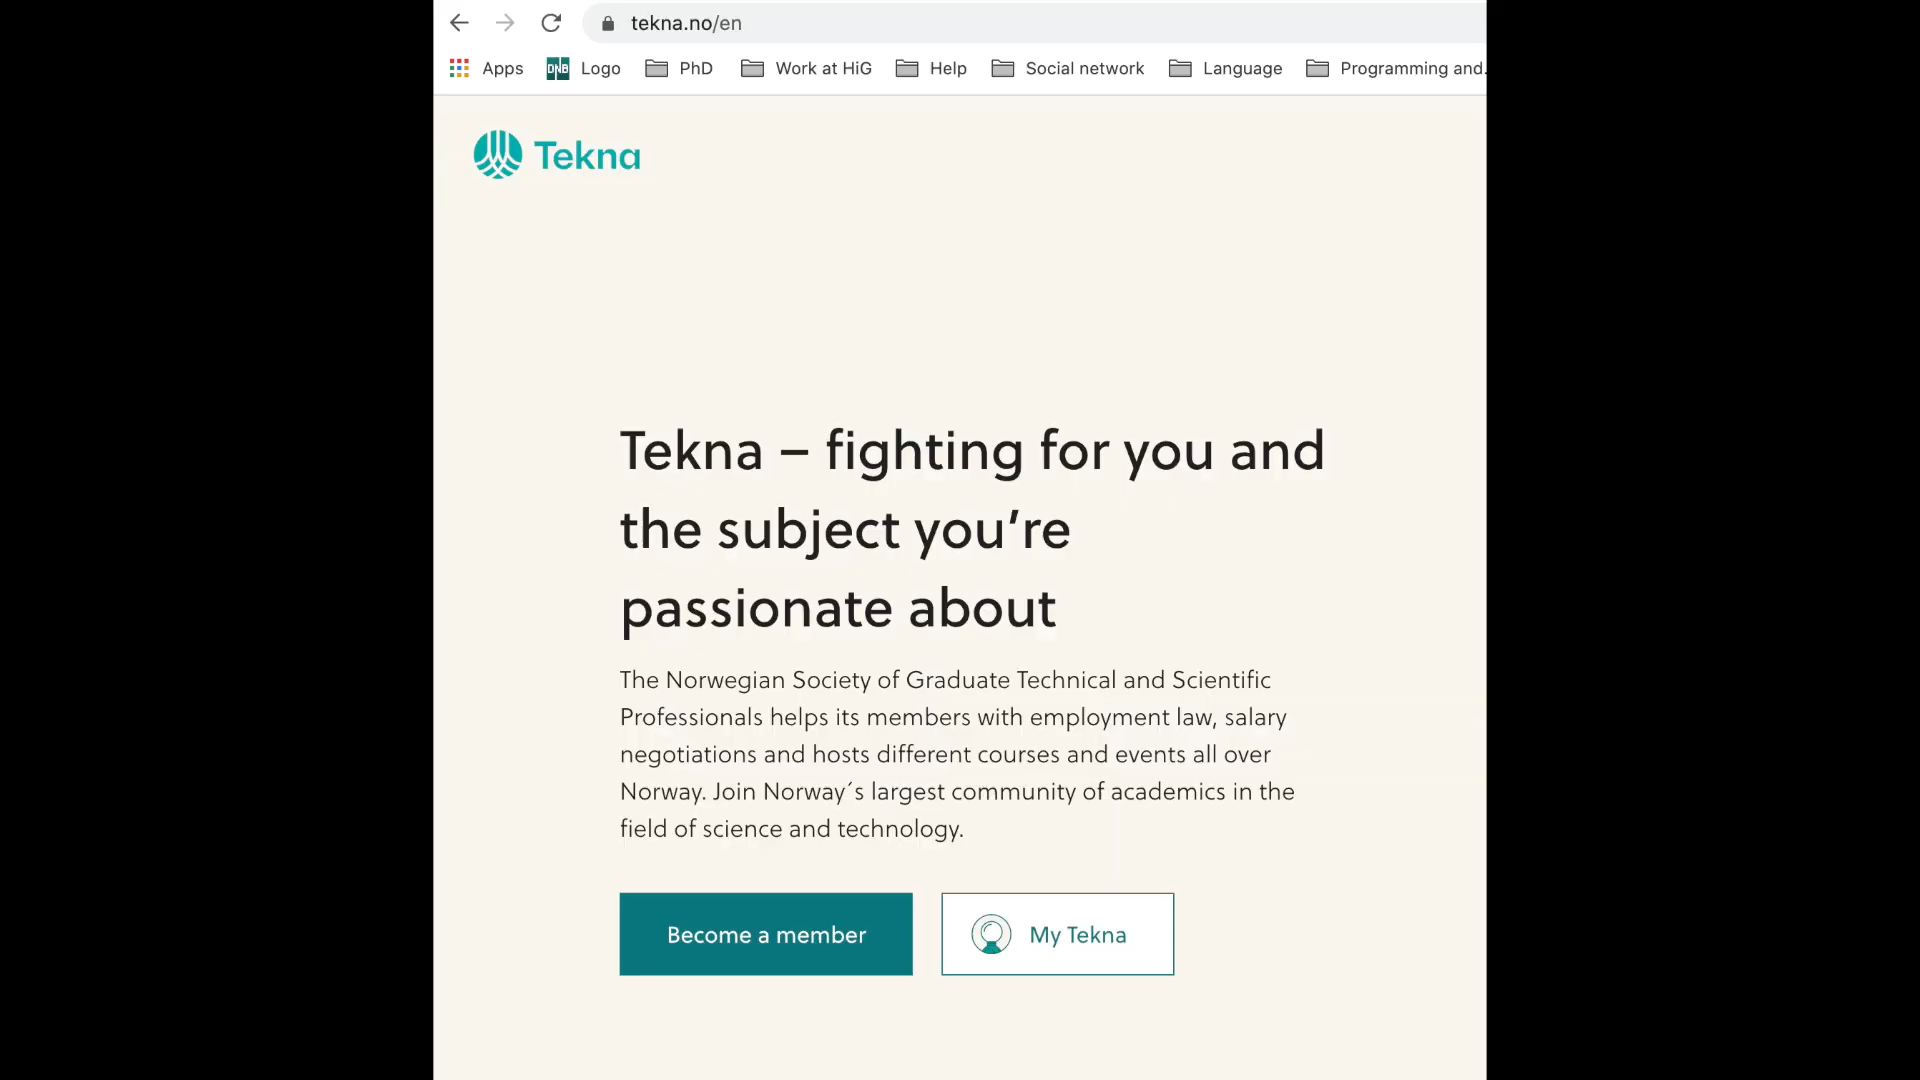 tekna.no/en
Apps DNB Logo PhD Work at HiG Help Social network Language Programming and.
Tekna
Tekna – fighting for you and
the subject you’re
passionate about
The Norwegian Society of Graduate Technical and Scientific
Professionals helps its members with employment law, salary
negotiations and hosts different courses and events all over
Norway. Join Norway´s largest community of academics in the
field of science and technology.
Become a member My Tekna